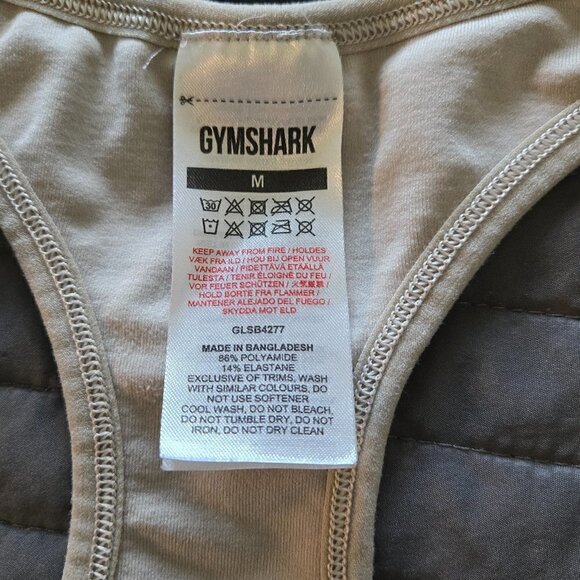 GYMSHARK
M
30
KEEP AWAY FROM FIRE / HOLDES
VÆK FRA ILD / HOU BIJ OPEN VUUR
VANDAAN / PIDETTÄVÄ ETÄÄLLÄ
TULESTA / TENIR ÉLOIGNÉ DU FEU /
VOR FEUER SCHÜTZEN / 火気厳禁 /
HOLD BORTE FRA FLAMMER /
MANTENER ALEJADO DEL FUEGO /
SKYDDA MOT ELD
GLSB4277
MADE IN BANGLADESH
86% POLYAMIDE
14% ELASTANE
EXCLUSIVE OF TRIMS, WASH
WITH SIMILAR COLOURS, DO
NOT USE SOFTENER
COOL WASH, DO NOT BLEACH,
DO NOT TUMBLE DRY, DO NOT
IRON, DO NOT DRY CLEAN